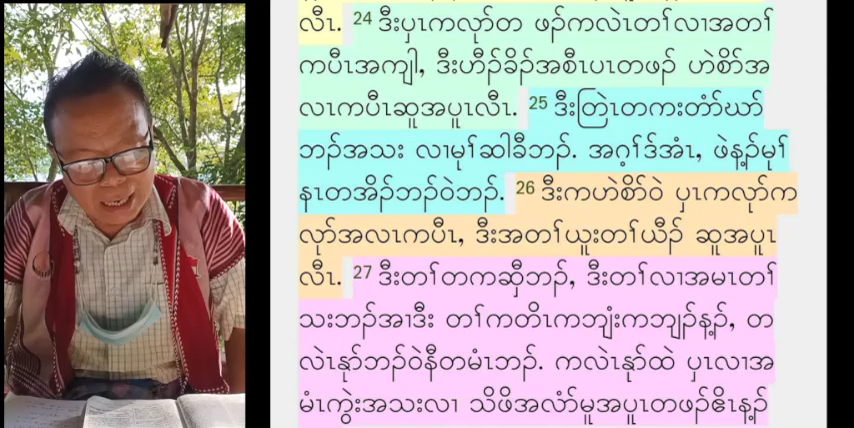 လီၤ. 24 ဒီးပှၤကလုာ်တ ဖၣ်ကလဲၤတၢ်လၢအတၢ်
ကပီၤအကျါ, ဒီးဟီၣ်ခိၣ်အစီၤပၤတဖၣ် ဟဲစိာ်အ
လၤကပီၤဆူအပူၤလီၤ. 25 ဒီးတြဲၤတကးတံာ်ဃာ်
ဘၣ်အသး လၢမုၢ်ဆါခီဘၣ်. အဂ့ၢ်ဒ်အံၤ, ဖဲန့ၣ်မုၢ်
နၤတအိၣ်ဘၣ်ဝဲဘၣ်. 26 ဒီးကဟဲစိာ်ဝဲ ပှၤကလုာ်က
လုာ်အလၤကပီၤ, ဒီးအတၢ်ယူးတၢ်ယီၣ် ဆူအပူၤ
လီၤ. 27 ဒီးတၢ်တကဆှီဘၣ်, ဒီးတၢ်လၢအမၤတၢ်
သးဘၣ်အၢဒီး တၢ်ကတိၤကဘျံးကဘျၣ်န့ၣ်, တ
လဲၤနုာ်ဘၣ်ဝဲနီတမံၤဘၣ်. ကလဲၤနုာ်ထဲ ပှၤလၢအ
မံၤကွဲးအသးလၢ သိဖိအလံာ်မူအပူၤတဖၣ်ဧိၤန့ၣ်